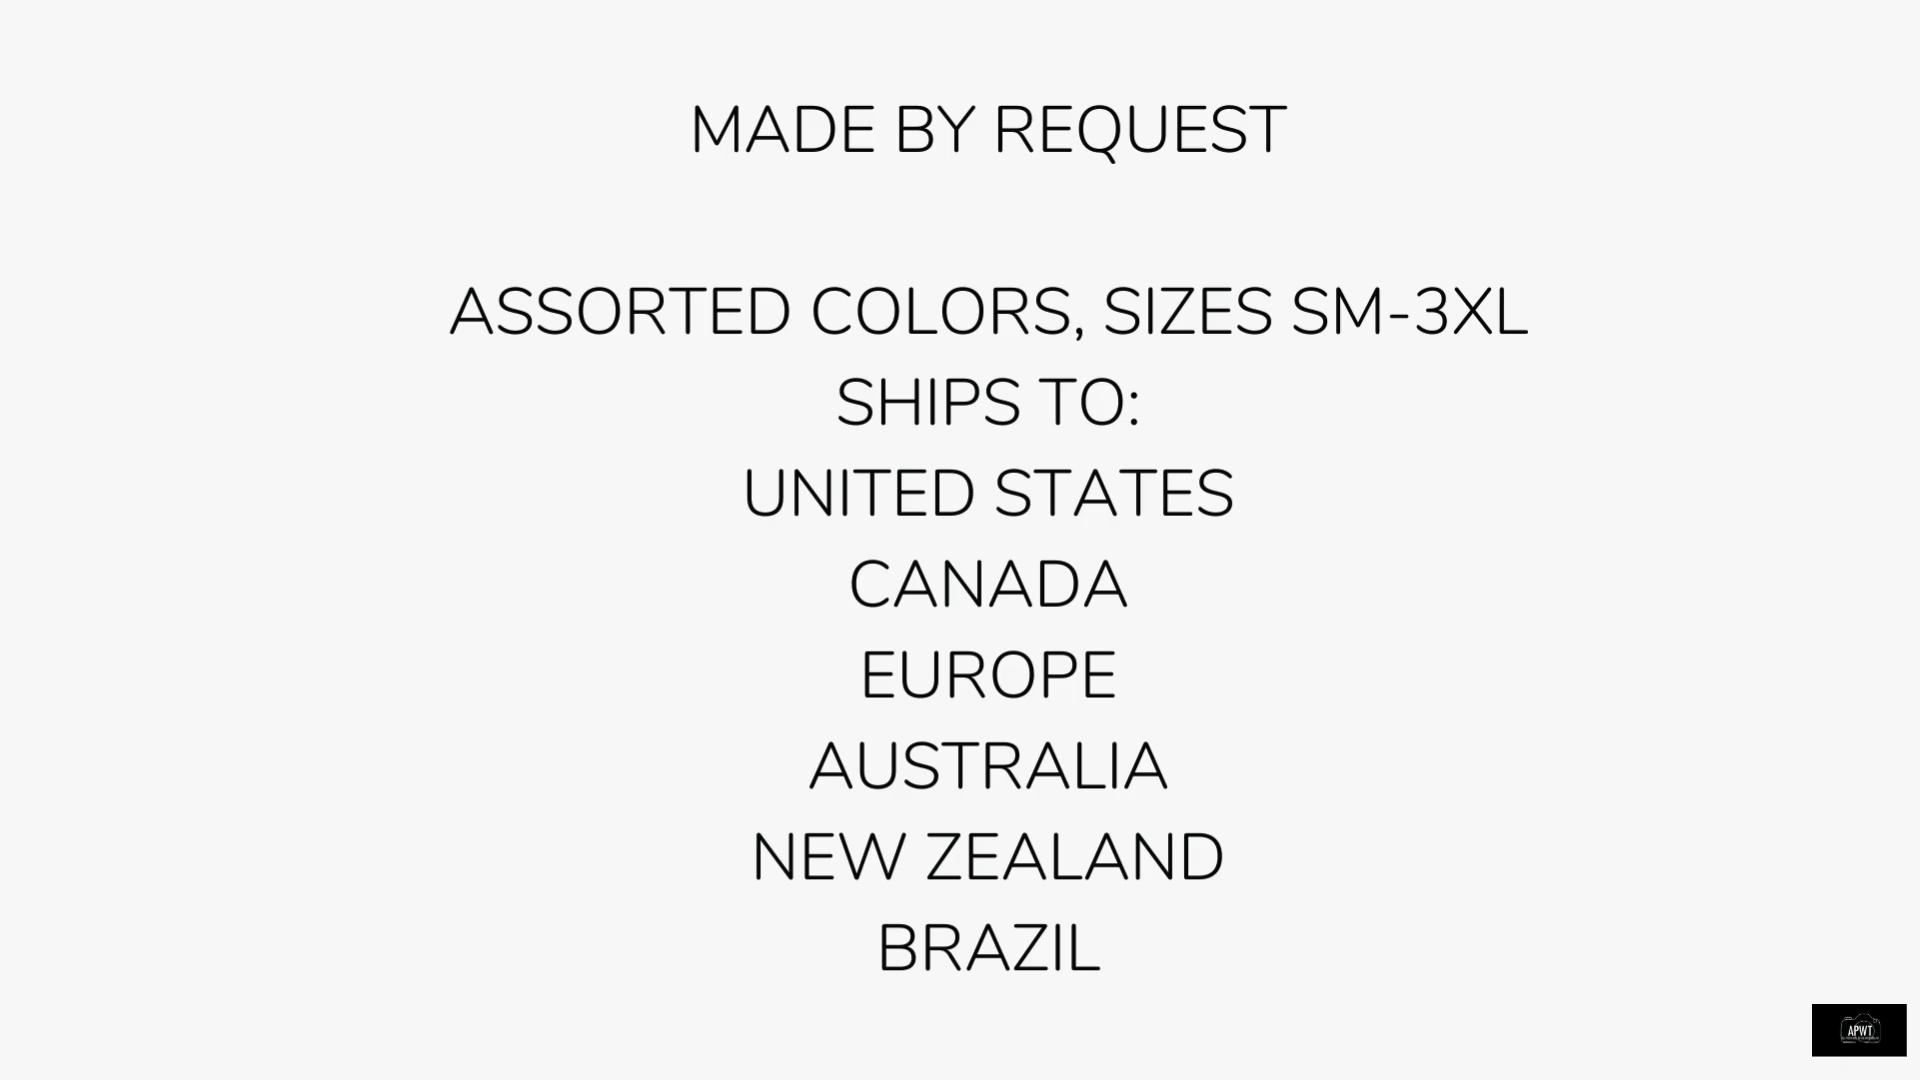 MADE BY REQUEST
ASSORTED COLORS, SIZES SM-3XL
SHIPS TO:
UNITED STATES
CANADA
EUROPE
AUSTRALIA
NEW ZEALAND
BRAZIL
APWT